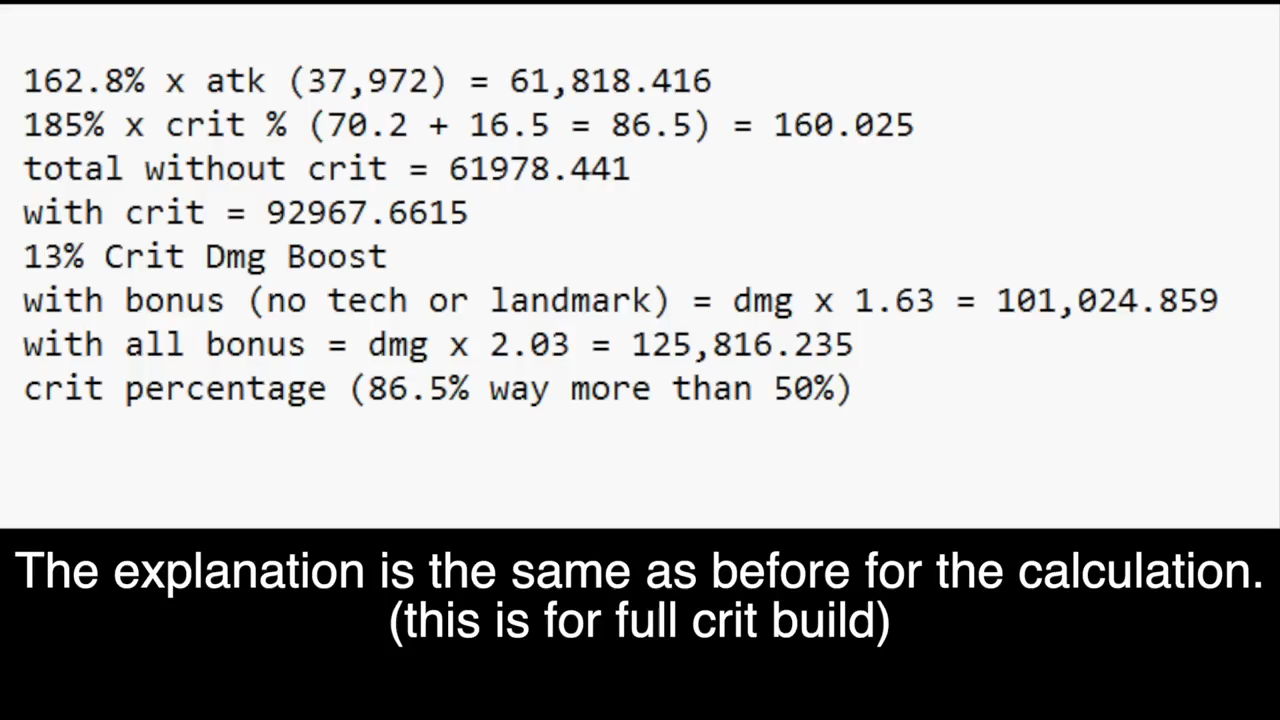 162.8% x atk (37,972) = 61,818.416
185% x crit % (70.2 + 16.5 = 86.5) = 160.025
total without crit = 61978.441
with crit = 92967.6615
13% Crit Dmg Boost
with bonus (no tech or landmark) = dmg x 1.63 = 101,024.859
with all bonus = dmg x 2.03 = 125,816.235
crit percentage (86.5% way more than 50%)
The explanation is the same as before for the calculation.
(this is for full crit build)